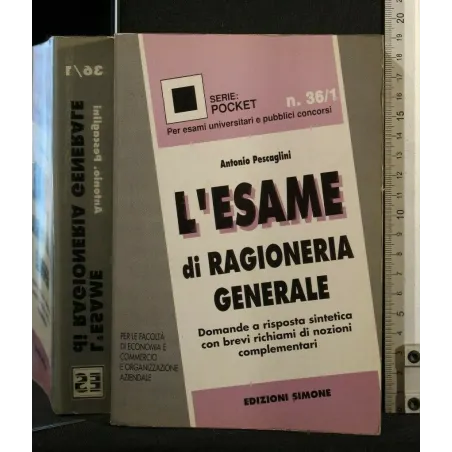 SERIE:
POCKET
n. 36/1
Per esami universitari e pubblici concorsi
Antonio Pescaglini
L'ESAME
di RAGIONERIA
GENERALE
Domande a risposta sintetica
con brevi richiami di nozioni
complementari
PER LE FACOLTÀ
DI ECONOMIA E
COMMERCIO
E ORGANIZZAZIONE
AZIENDALE
EDIZIONI SIMONE
36/1
Antonio Pescaglini
L'ESAME
di RAGIONERIA GENERALE